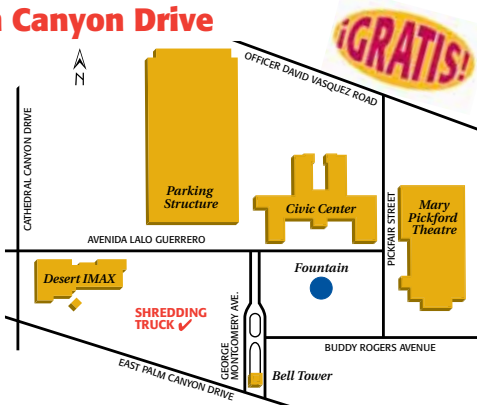 Canyon Drive
¡GRATIS!
N
OFFICER DAVID VASQUEZ ROAD
CATHEDRAL CANYON DRIVE
Parking
Structure
Civic Center
PICKFAIR STREET
Mary
Pickford
Theatre
AVENIDA LALO GUERRERO
Desert IMAX
Fountain
SHREDDING
TRUCK ✔
GEORGE
MONTGOMERY AVE.
BUDDY ROGERS AVENUE
EAST PALM CANYON DRIVE
Bell Tower